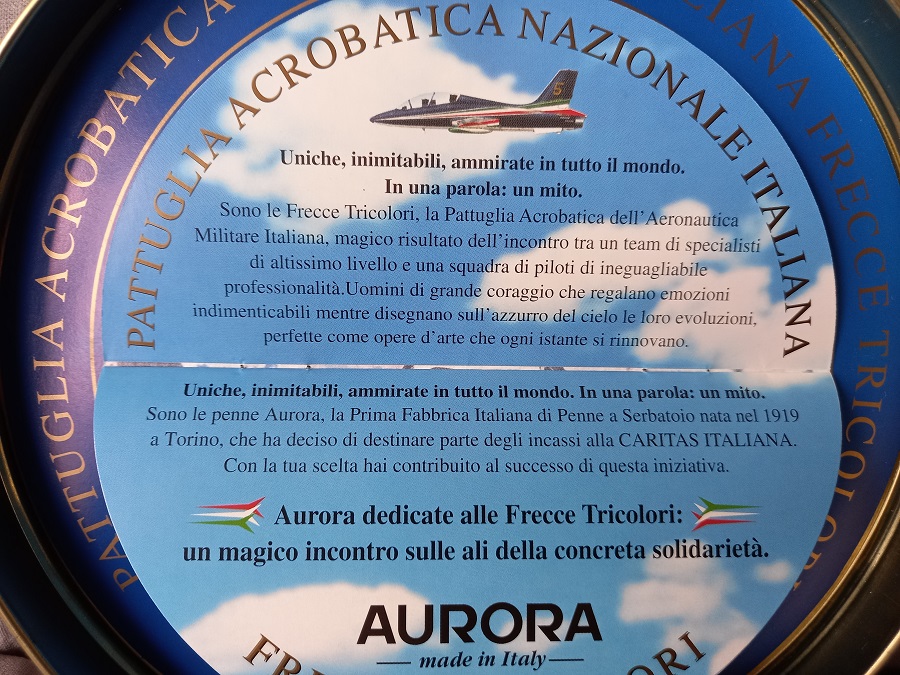 PATTUGLIA ACROBATICA
LIANA FRECCE TRICOLORI
PATTUGLIA ACROBATICA NAZIONALE ITALIANA
5
Uniche, inimitabili, ammirate in tutto il mondo.
In una parola: un mito.
Sono le Frecce Tricolori, la Pattuglia Acrobatica dell'Aeronautica
Militare Italiana, magico risultato dell'incontro tra un team di specialisti
di altissimo livello e una squadra di piloti di ineguagliabile
professionalità.Uomini di grande coraggio che regalano emozioni
indimenticabili mentre disegnano sull'azzurro del cielo le loro evoluzioni,
perfette come opere d'arte che ogni istante si rinnovano.
Uniche, inimitabili, ammirate in tutto il mondo. In una parola: un mito.
Sono le penne Aurora, la Prima Fabbrica Italiana di Penne a Serbatoio nata nel 1919
a Torino, che ha deciso di destinare parte degli incassi alla CARITAS ITALIANA.
Con la tua scelta hai contribuito al successo di questa iniziativa.
Aurora dedicate alle Frecce Tricolori:
un magico incontro sulle ali della concreta solidarietà.
AURORA
made in Italy